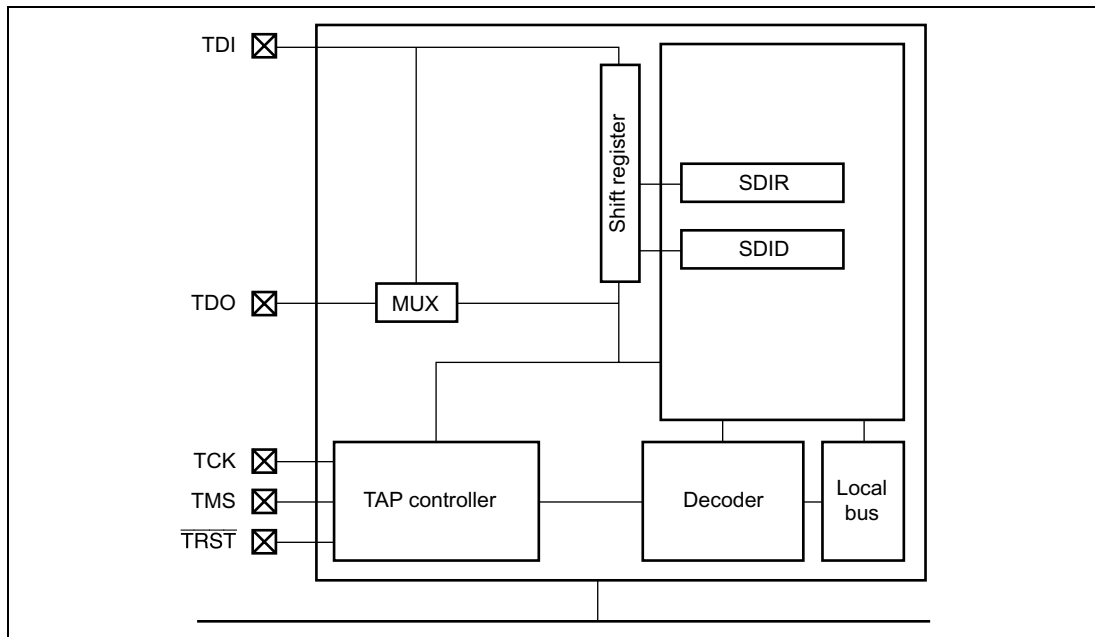 TDI
Shift register
SDIR
SDID
TDO
MUX
TCK
TMS
TRST
TAP controller
Decoder
Local
bus